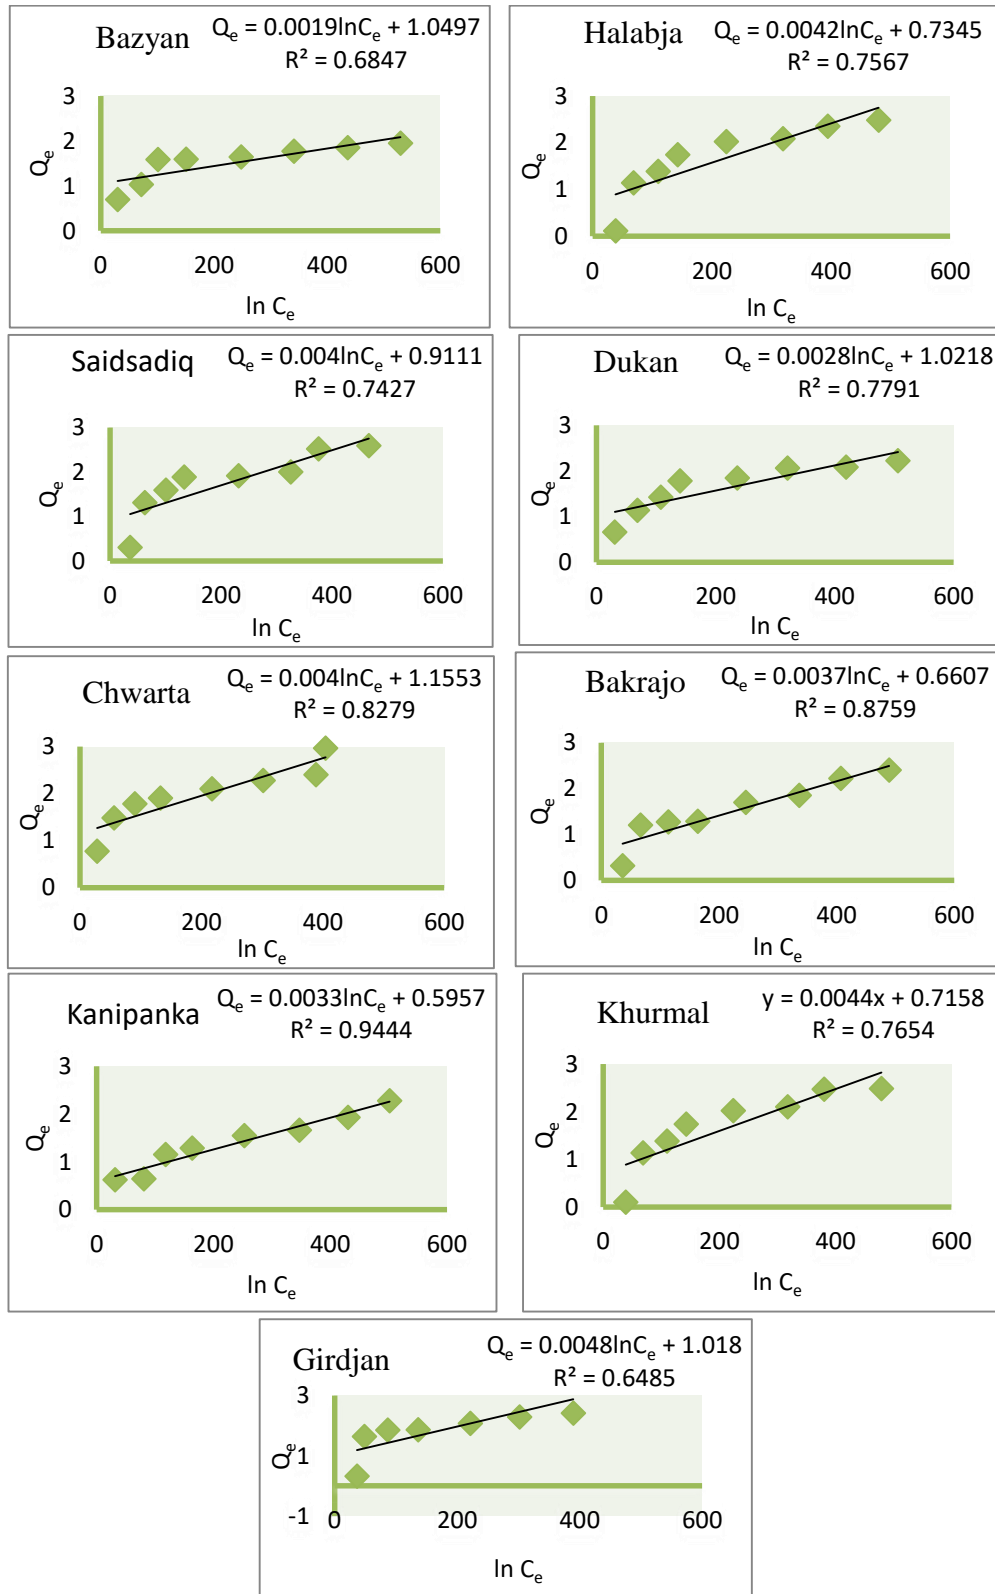 Bazyan
Qe = 0.0019lnCe + 1.0497
R² = 0.6847
3
2
1
0
Qe
0 200 400 600
ln Ce
Halabja
Qe = 0.0042lnCe + 0.7345
R² = 0.7567
3
2
1
0
Qe
0 200 400 600
ln Ce
Saidsadiq
Qe = 0.004lnCe + 0.9111
R² = 0.7427
3
2
1
0
Qe
0 200 400 600
ln Ce
Dukan
Qe = 0.0028lnCe + 1.0218
R² = 0.7791
3
2
1
0
Qe
0 200 400 600
ln Ce
Chwarta
Qe = 0.004lnCe + 1.1553
R² = 0.8279
3
2
1
0
Qe
0 200 400 600
ln Ce
Bakrajo
Qe = 0.0037lnCe + 0.6607
R² = 0.8759
3
2
1
0
Qe
0 200 400 600
ln Ce
Kanipanka
Qe = 0.0033lnCe + 0.5957
R² = 0.9444
3
2
1
0
Qe
0 200 400 600
ln Ce
Khurmal
y = 0.0044x + 0.7158
R² = 0.7654
3
2
1
0
Qe
0 200 400 600
ln Ce
Girdjan
Qe = 0.0048lnCe + 1.018
R² = 0.6485
3
1
-1
Qe
0 200 400 600
ln Ce